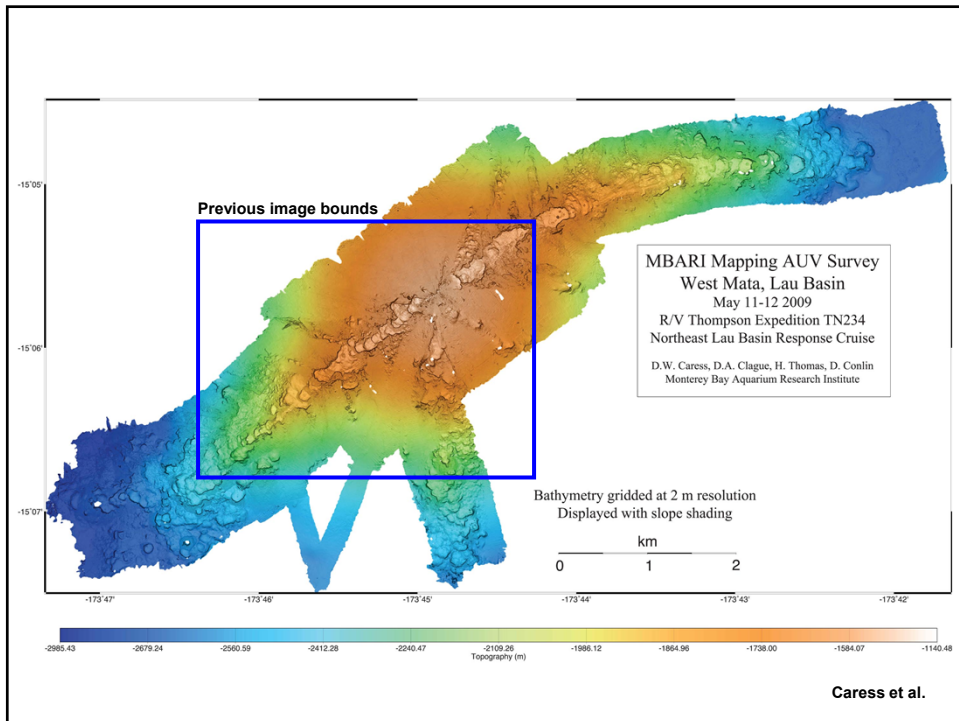 Previous image bounds
-15˚05'
-15˚06'
-15˚07'
MBARI Mapping AUV Survey
West Mata, Lau Basin
May 11-12 2009
R/V Thompson Expedition TN234
Northeast Lau Basin Response Cruise
D.W. Caress, D.A. Clague, H. Thomas, D. Conlin
Monterey Bay Aquarium Research Institute
Bathymetry gridded at 2 m resolution
Displayed with slope shading
km
0 1 2
-173˚47' -173˚46' -173˚45' -173˚44' -173˚43' -173˚42'
-2985.43 -2679.24 -2560.59 -2412.28 -2240.47 -2109.26 -1986.12 -1864.96 -1738.00 -1584.07 -1140.48
Topography (m)
Caress et al.